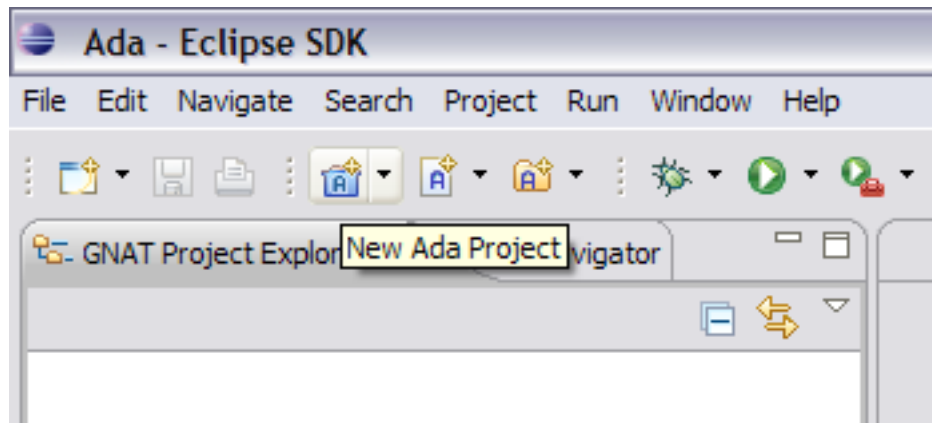 Ada - Eclipse SDK
File Edit Navigate Search Project Run Window Help
A A A
GNAT Project Explor New Ada Project vigator